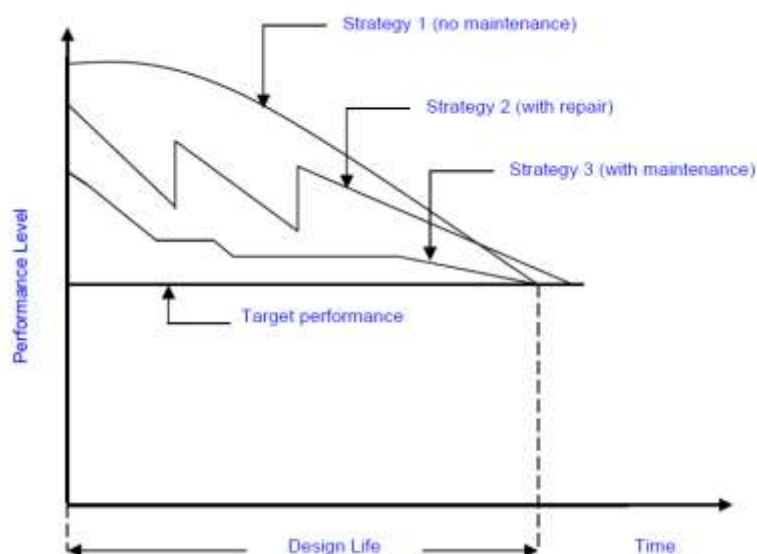 Strategy 1 (no maintenance)
Strategy 2 (with repair)
Strategy 3 (with maintenance)
Performance Level
Target performance
Design Life
Time